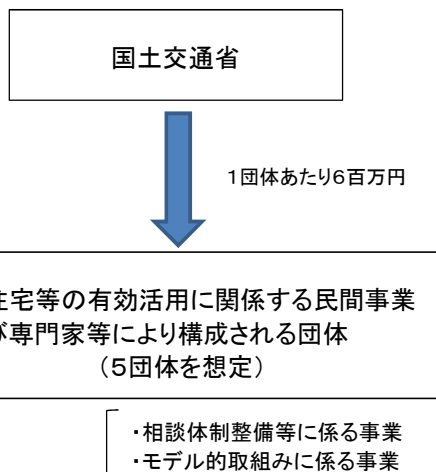 国土交通省
1団体あたり6百万円
住宅等の有効活用に関係する民間事業
専門家等により構成される団体
（5団体を想定）
・相談体制整備等に係る事業
・モデル的取組みに係る事業